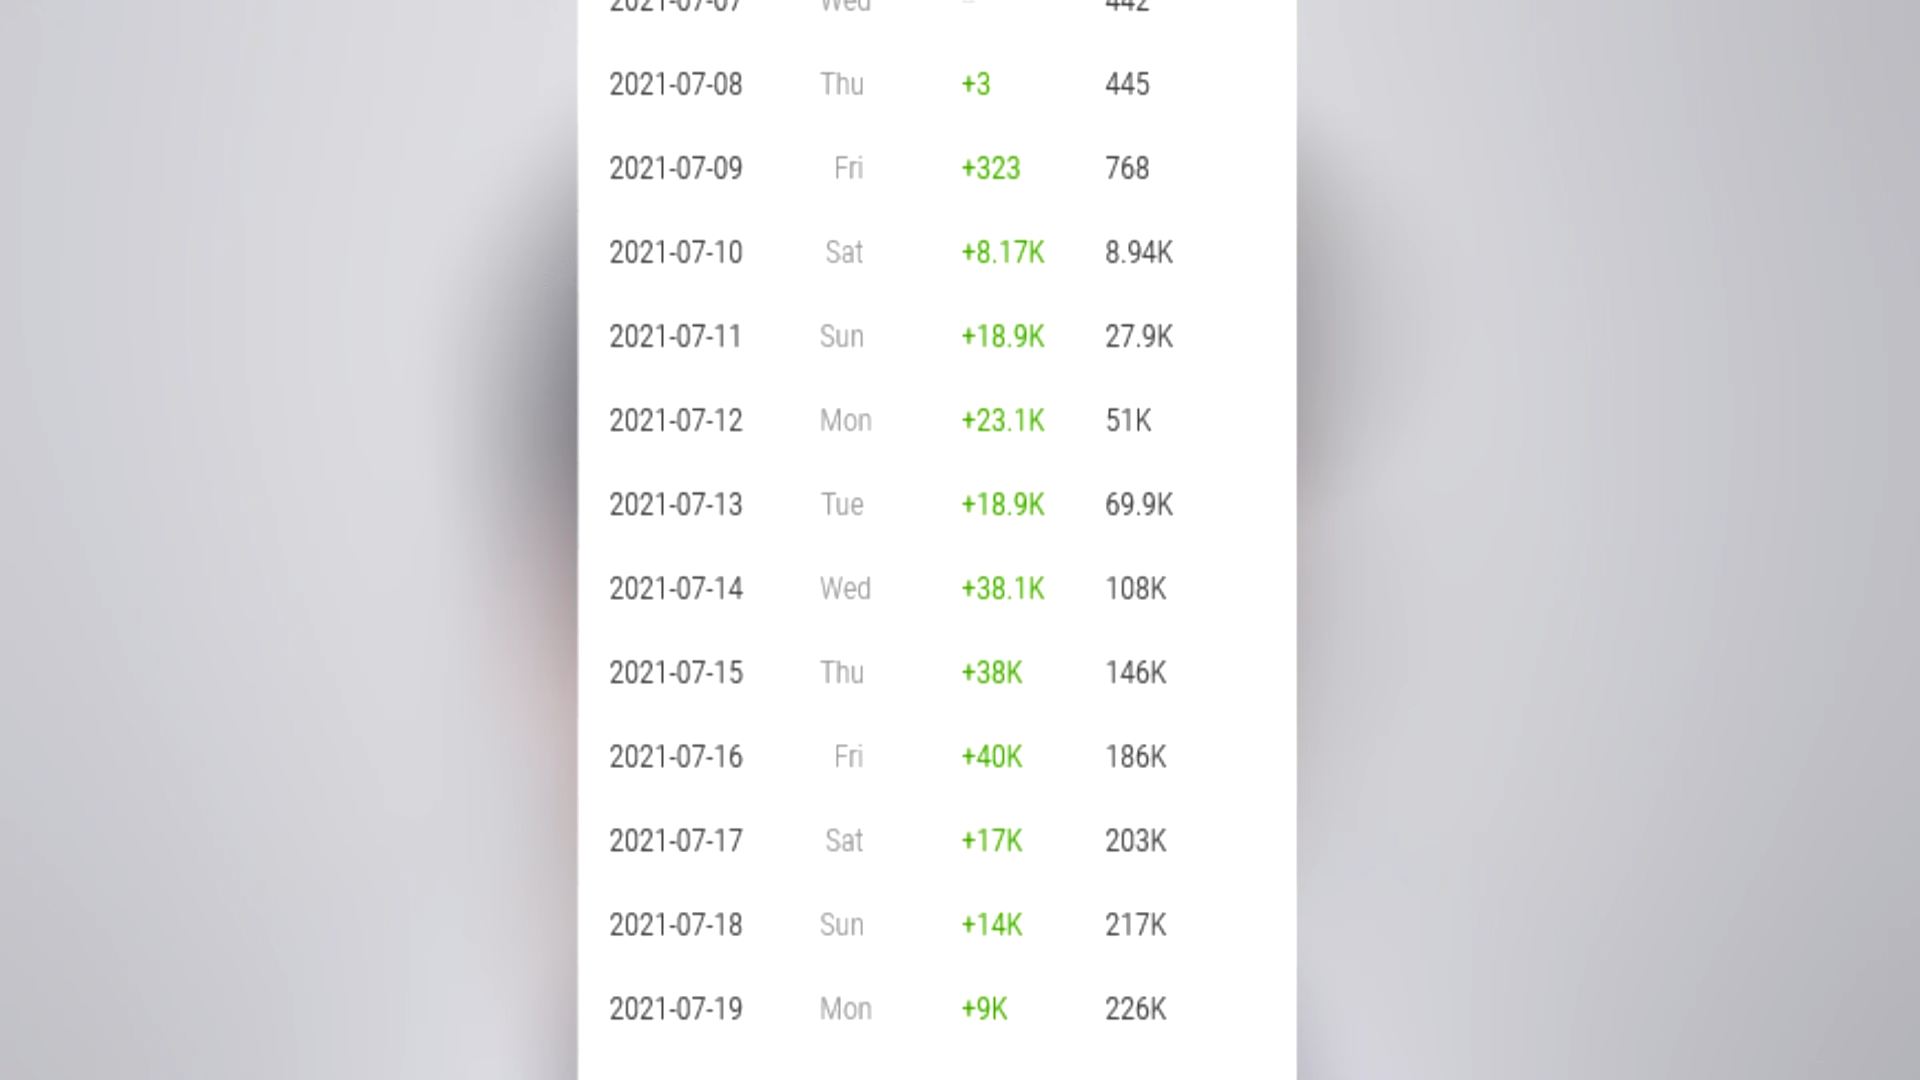 2021-07-07 Wed -- 442
2021-07-08 Thu +3 445
2021-07-09 Fri +323 768
2021-07-10 Sat +8.17K 8.94K
2021-07-11 Sun +18.9K 27.9K
2021-07-12 Mon +23.1K 51K
2021-07-13 Tue +18.9K 69.9K
2021-07-14 Wed +38.1K 108K
2021-07-15 Thu +38K 146K
2021-07-16 Fri +40K 186K
2021-07-17 Sat +17K 203K
2021-07-18 Sun +14K 217K
2021-07-19 Mon +9K 226K